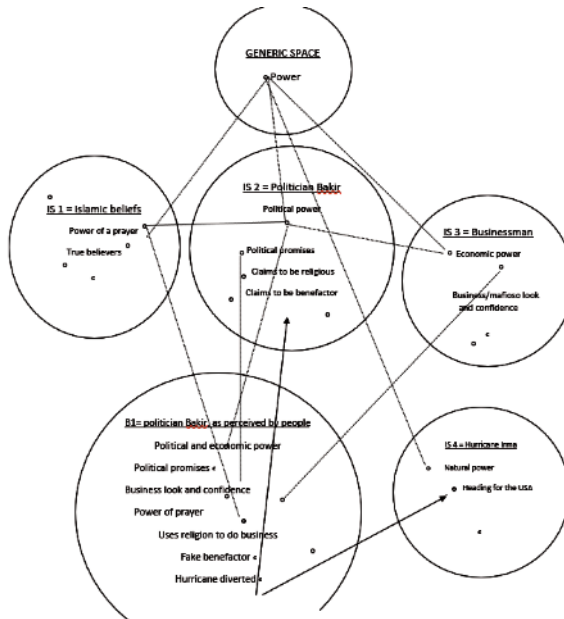 GENERIC SPACE
Power
IS 1 = Islamic beliefs
Power of a prayer
True believers
IS 2 = Politician Bakir
Political power
Political promises
Claims to be religious
Claims to be benefactor
IS 3 = Businessman
Economic power
Business/mafioso look
and confidence
B1= politician Bakir, as perceived by people
Political and economic power
Political promises
Business look and confidence
Power of prayer
Uses religion to do business
Fake benefactor
Hurricane diverted
IS 4 = Hurricane Irma
Natural power
Heading for the USA